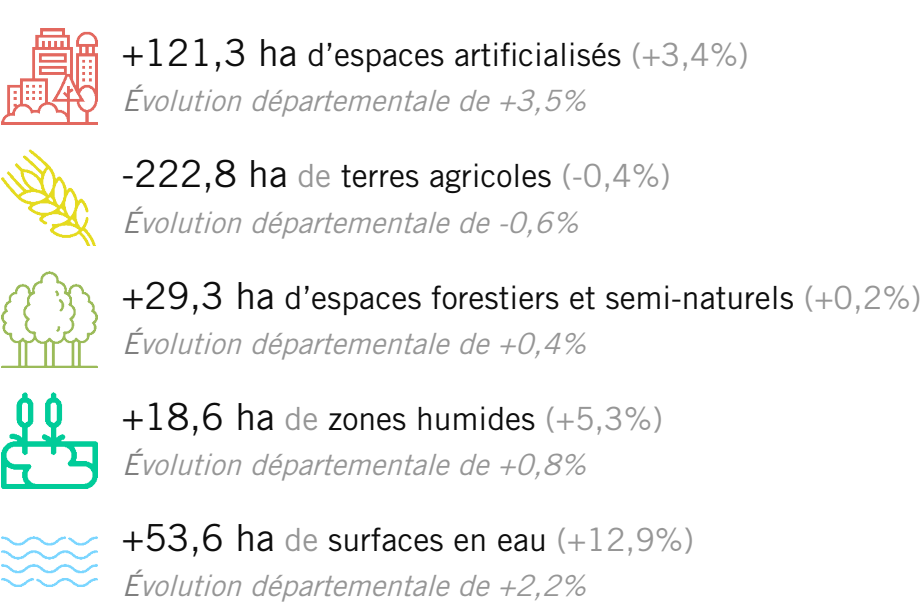 +121,3 ha d’espaces artificialisés (+3,4%)
Évolution départementale de +3,5%
-222,8 ha de terres agricoles (-0,4%)
Évolution départementale de -0,6%
+29,3 ha d’espaces forestiers et semi-naturels (+0,2%)
Évolution départementale de +0,4%
+18,6 ha de zones humides (+5,3%)
Évolution départementale de +0,8%
+53,6 ha de surfaces en eau (+12,9%)
Évolution départementale de +2,2%